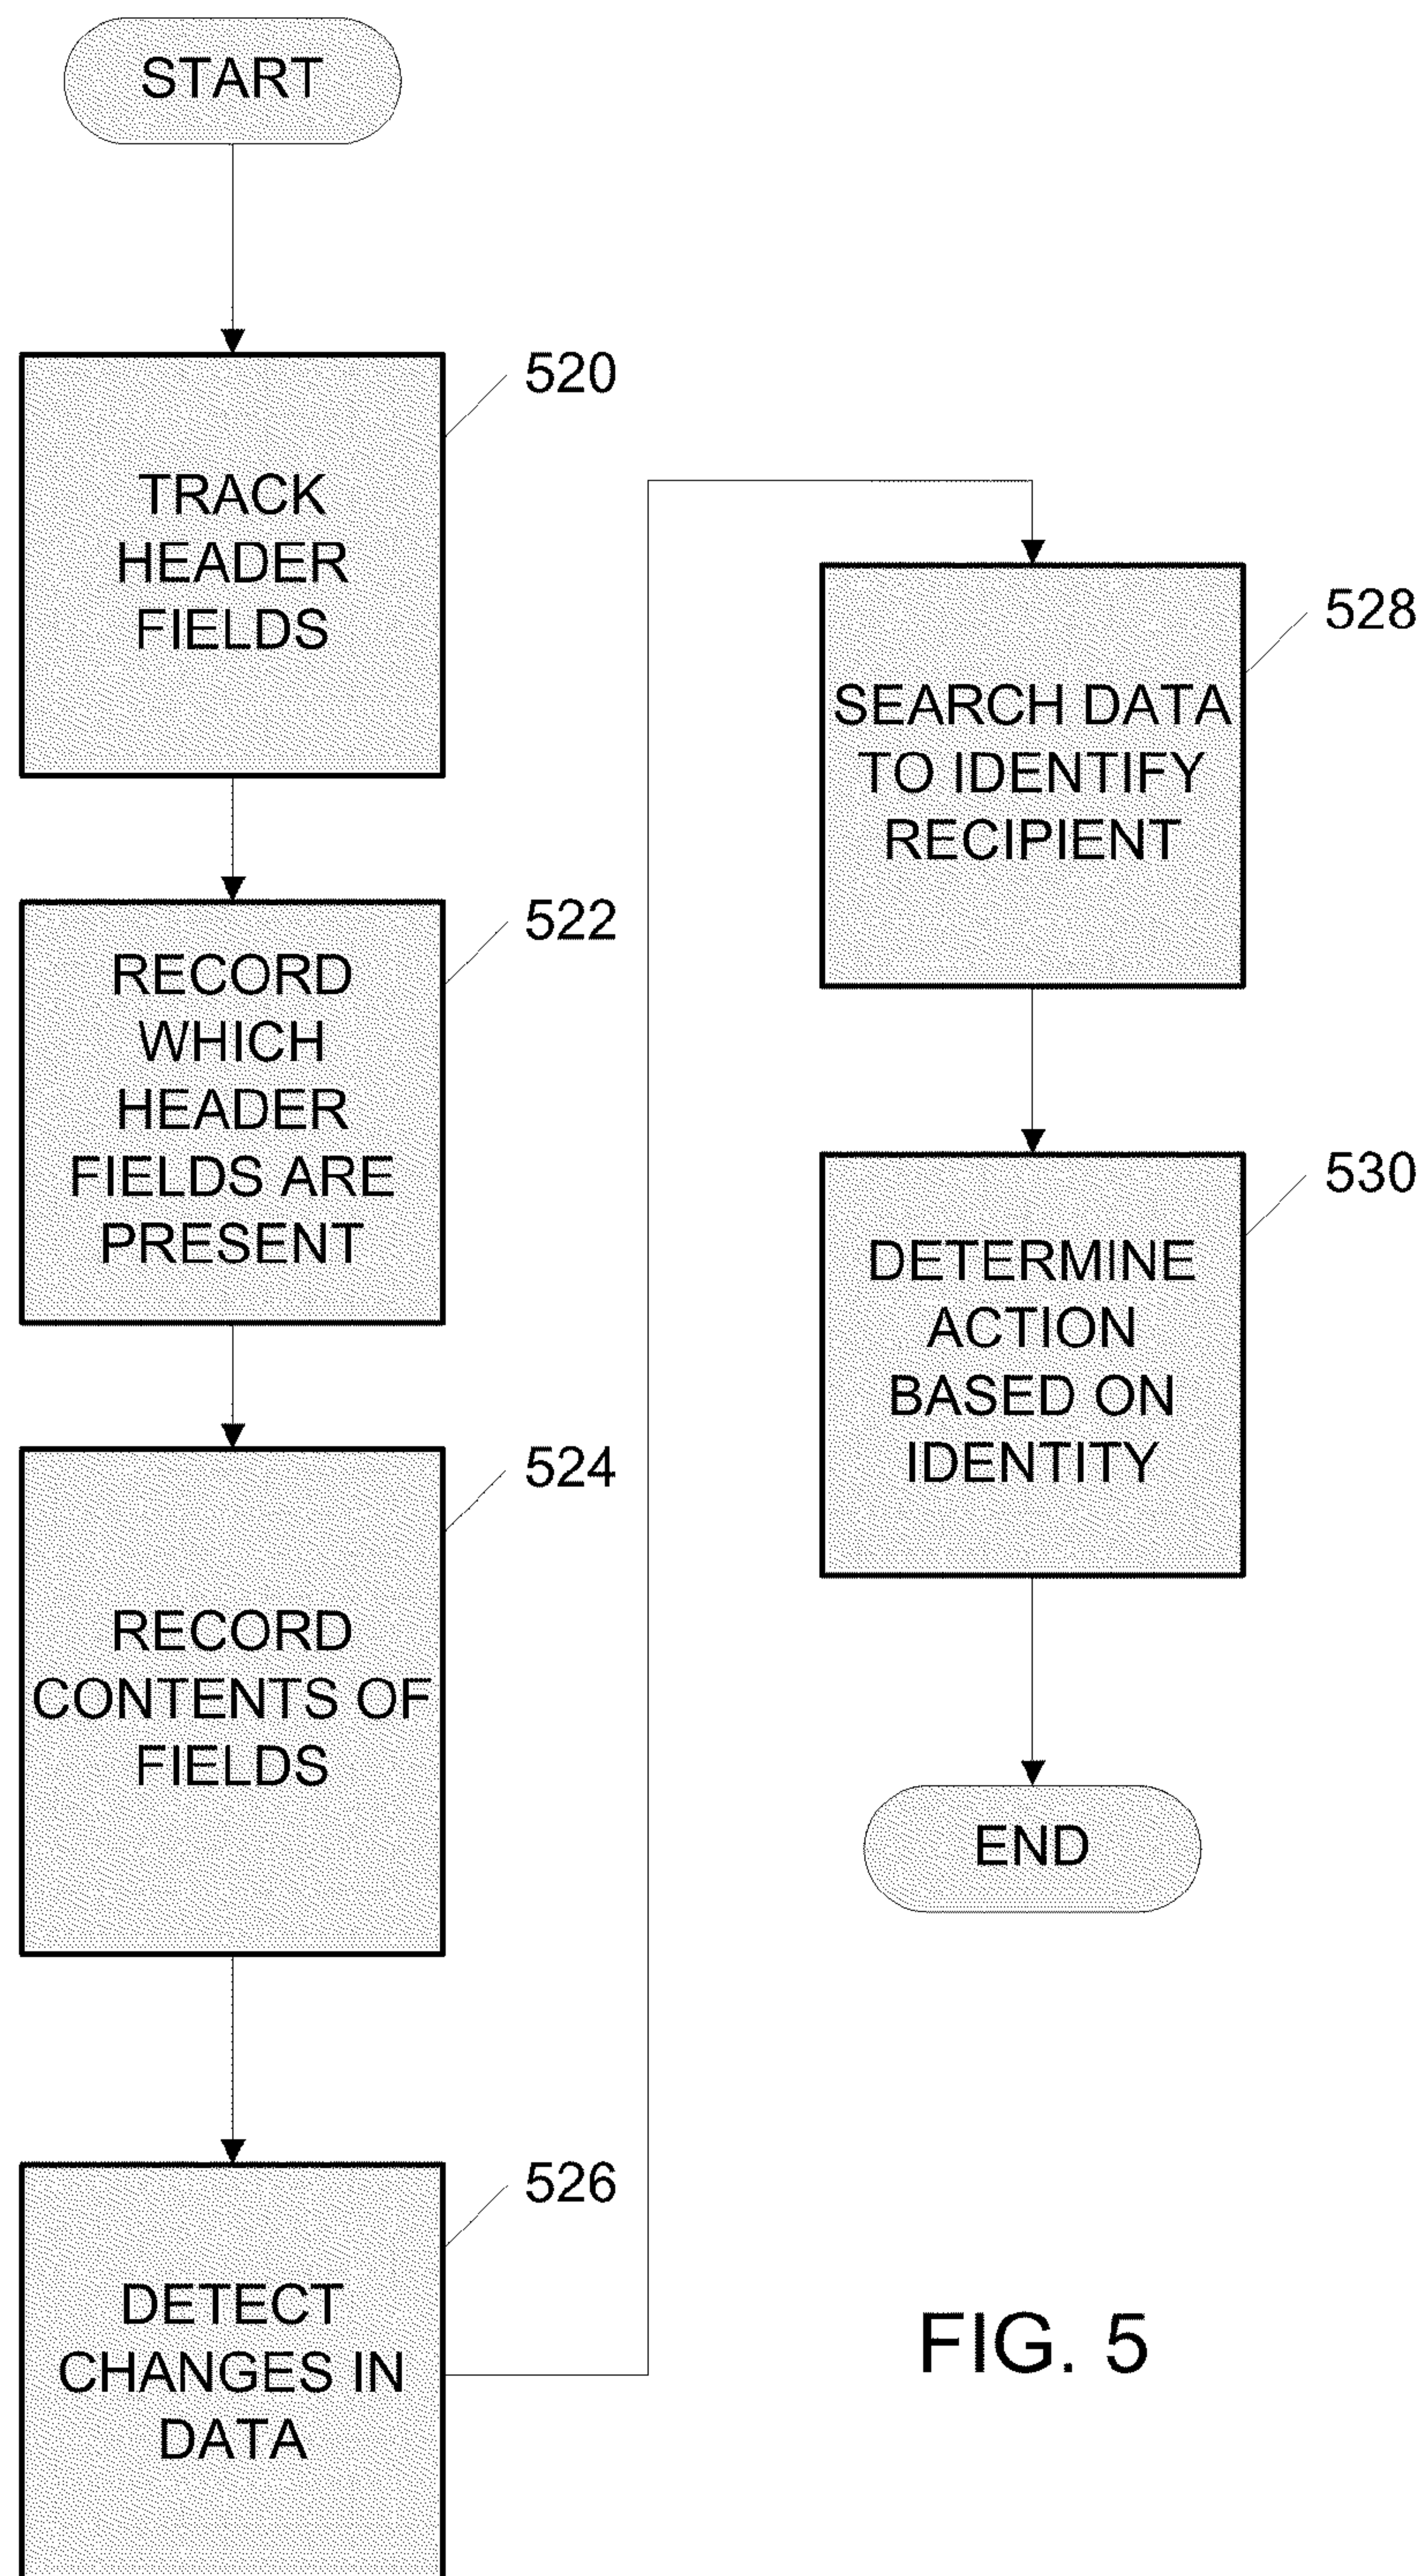 START
520
TRACK
HEADER
FIELDS
522
RECORD
WHICH
HEADER
FIELDS ARE
PRESENT
524
RECORD
CONTENTS OF
FIELDS
526
DETECT
CHANGES IN
DATA
528
SEARCH DATA
TO IDENTIFY
RECIPIENT
530
DETERMINE
ACTION
BASED ON
IDENTITY
END
FIG. 5